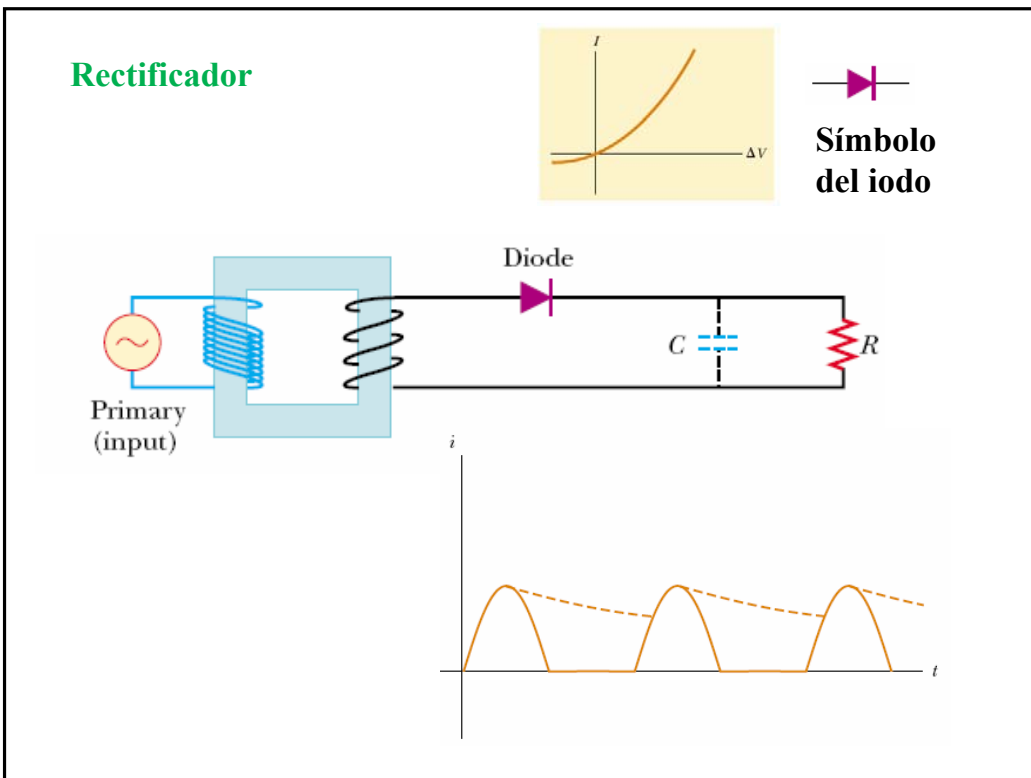 Rectificador
I
ΔV
Símbolo
del iodo
Diode
C
R
Primary
(input)
i
t